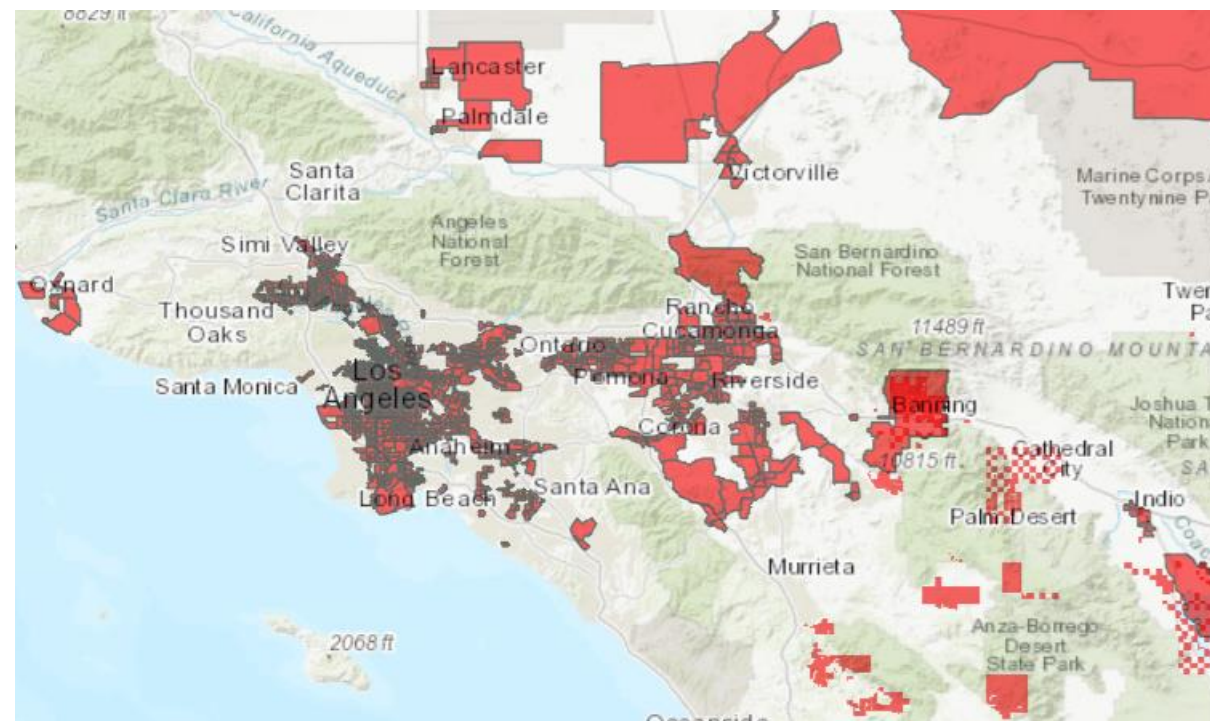 8829 ft
California Aqueduct
Lancaster
Palmdale
Victorville
Santa
Clarita
Marine Corps
Twentynine P
Santa Clara River
Angeles
National
Forest
Simi Valley
San Bernardino
National Forest
Oxnard
Thousand
Oaks
Rancho
Cucamonga
11489 ft
Ontario
SAN BERNARDINO MOUNTA
Los
Angeles
Santa Monica
Pomona
Riverside
Banning
Joshua T
Nation
Park
Corona
Anaheim
10815 ft
Cathedral
City
Long Beach
Santa Ana
Indio
Palm Desert
Coac
Murrieta
Anza-Borrego
Desert
State Park
2068 ft
Oceanside